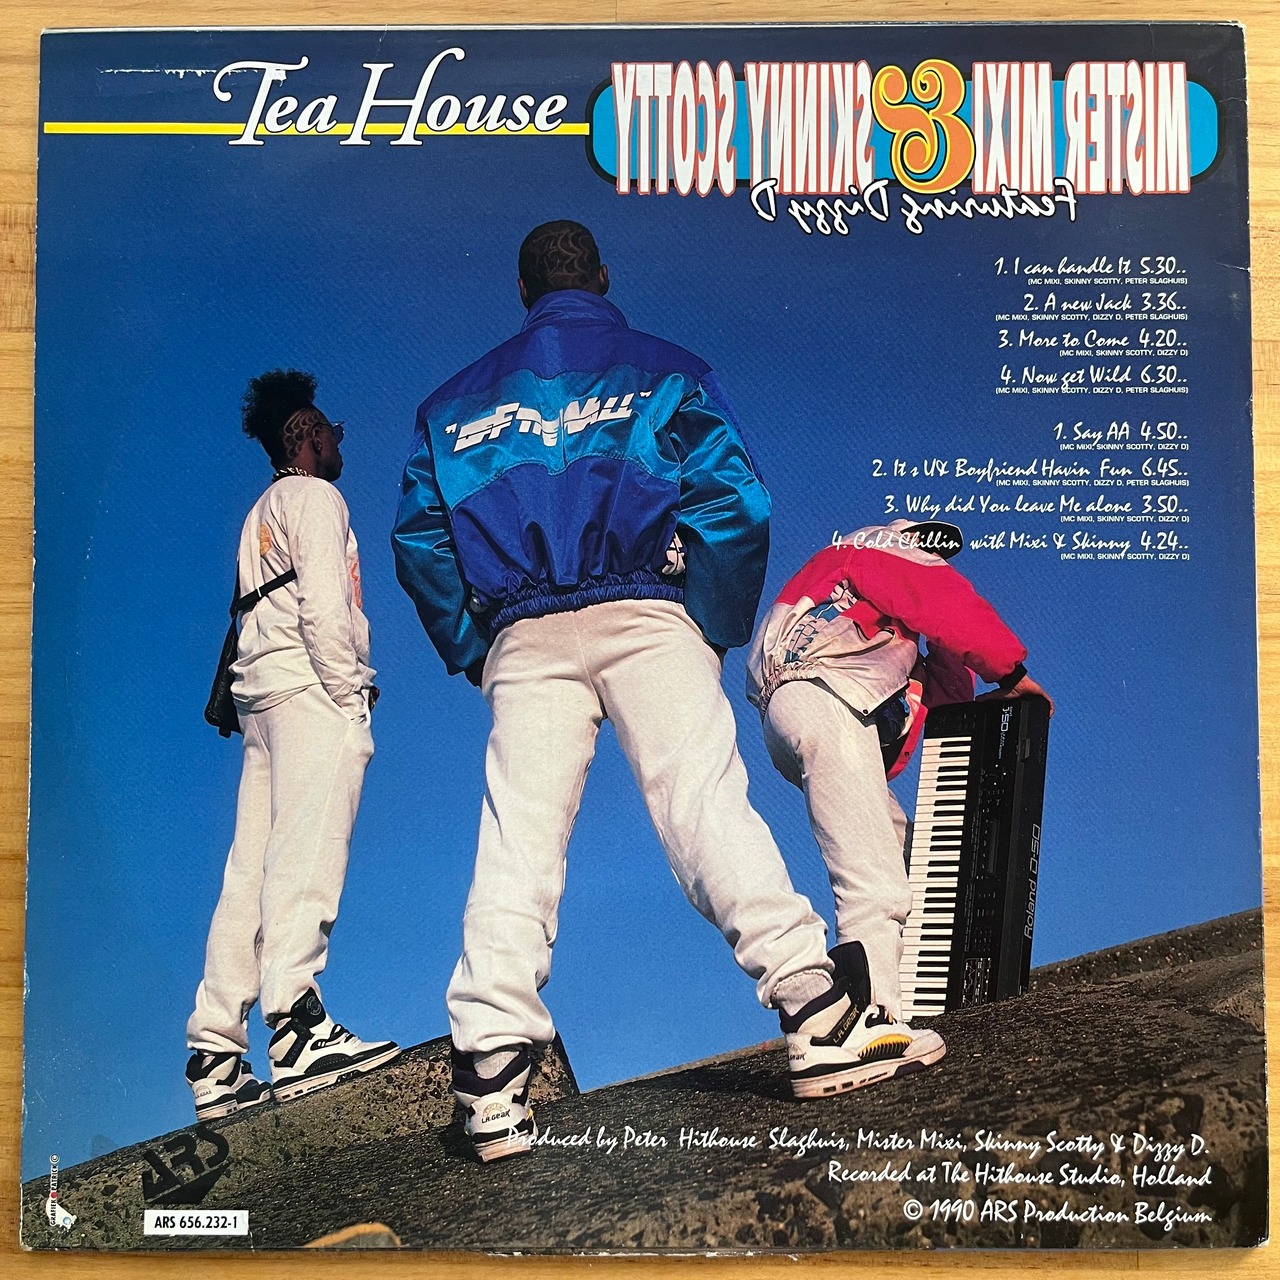 Tea House
MISTER MIXI & SKINNY SCOTTY
Featuring Dizzy D
1. I can handle It 5.30..
(MC MIXI, SKINNY SCOTTY, PETER SLAGHUIS)
2. A new Jack 3.36..
(MC MIXI, SKINNY SCOTTY, DIZZY D, PETER SLAGHUIS)
3. More to Come 4.20..
(MC MIXI, SKINNY SCOTTY, DIZZY D)
4. Now get Wild 6.30..
(MC MIXI, SKINNY SCOTTY, DIZZY D, PETER SLAGHUIS)
1. Say AA 4.50..
(MC MIXI, SKINNY SCOTTY, DIZZY D)
2. It s U & Boyfriend Havin Fun 6.45..
(MC MIXI, SKINNY SCOTTY, DIZZY D, PETER SLAGHUIS)
3. Why did You leave Me alone 3.50..
(MC MIXI, SKINNY SCOTTY, DIZZY D)
4. Cold Chillin with Mixi & Skinny 4.24..
(MC MIXI, SKINNY SCOTTY, DIZZY D)
"OFF THE WALL"
Roland D-50
L.A. GEAR
L.A. GEAR
Produced by Peter Hithouse Slaghuis, Mister Mixi, Skinny Scotty & Dizzy D.
Recorded at The Hithouse Studio, Holland
© 1990 ARS Production Belgium
ARS
ARS 656.232-1
GRAFIEK PATRICK ©